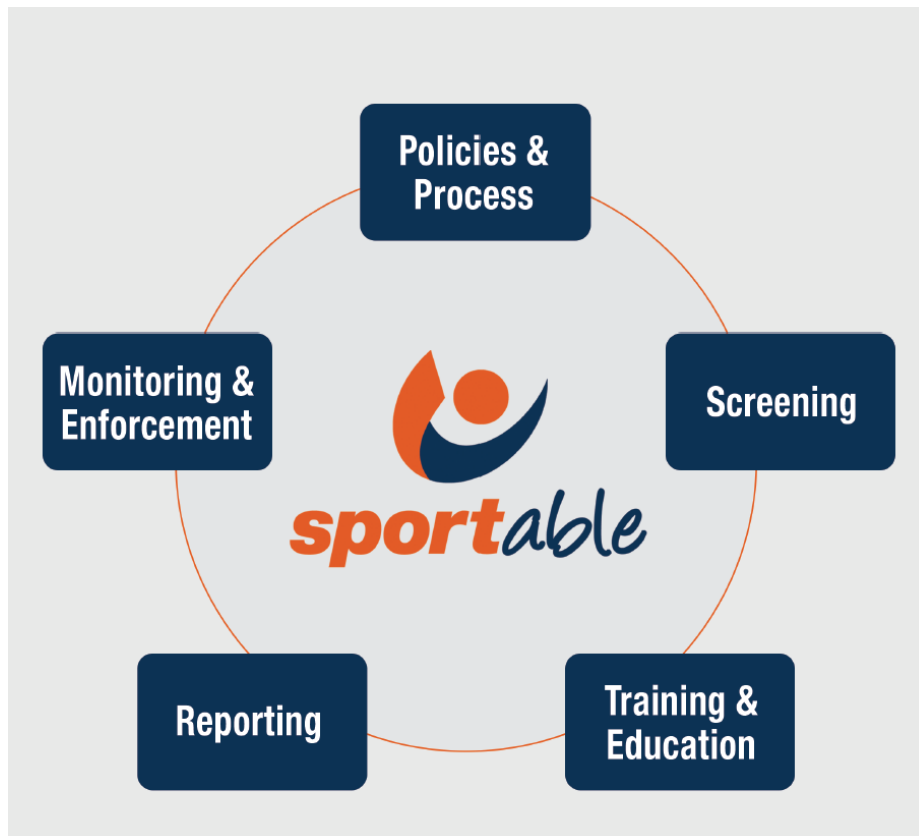 Policies &
Process
Screening
Training &
Education
Reporting
Monitoring &
Enforcement
sportable